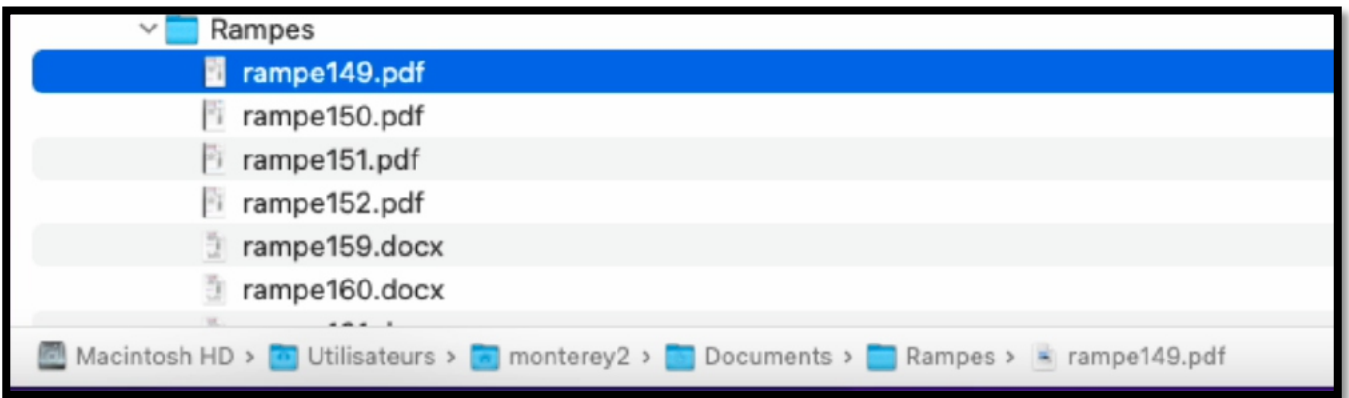 Rampes
rampe149.pdf
rampe150.pdf
rampe151.pdf
rampe152.pdf
rampe159.docx
rampe160.docx
Macintosh HD > Utilisateurs > monterey2 > Documents > Rampes > rampe149.pdf